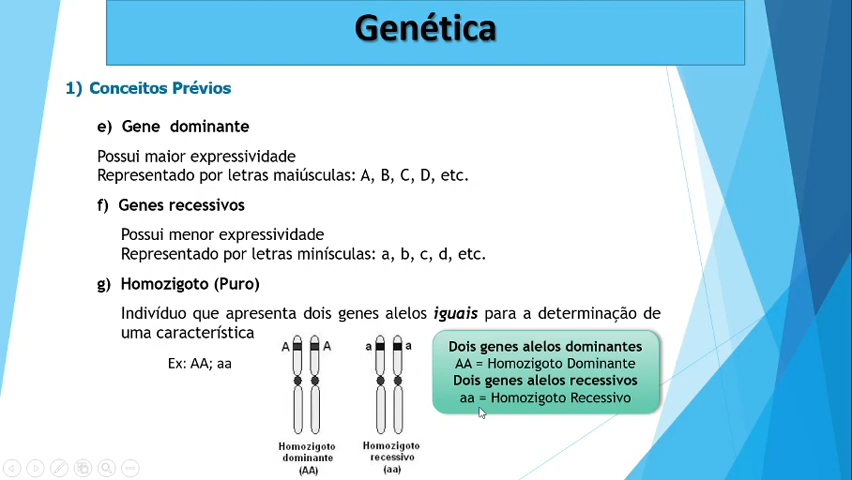 Genética
1) Conceitos Prévios
e) Gene dominante
Possui maior expressividade
Representado por letras maiúsculas: A, B, C, D, etc.
f) Genes recessivos
Possui menor expressividade
Representado por letras minísculas: a, b, c, d, etc.
g) Homozigoto (Puro)
Indivíduo que apresenta dois genes alelos iguais para a determinação de
uma característica
Ex: AA; aa
A A
a a
Homozigoto
dominante
(AA)
Homozigoto
recessivo
(aa)
Dois genes alelos dominantes
AA = Homozigoto Dominante
Dois genes alelos recessivos
aa = Homozigoto Recessivo